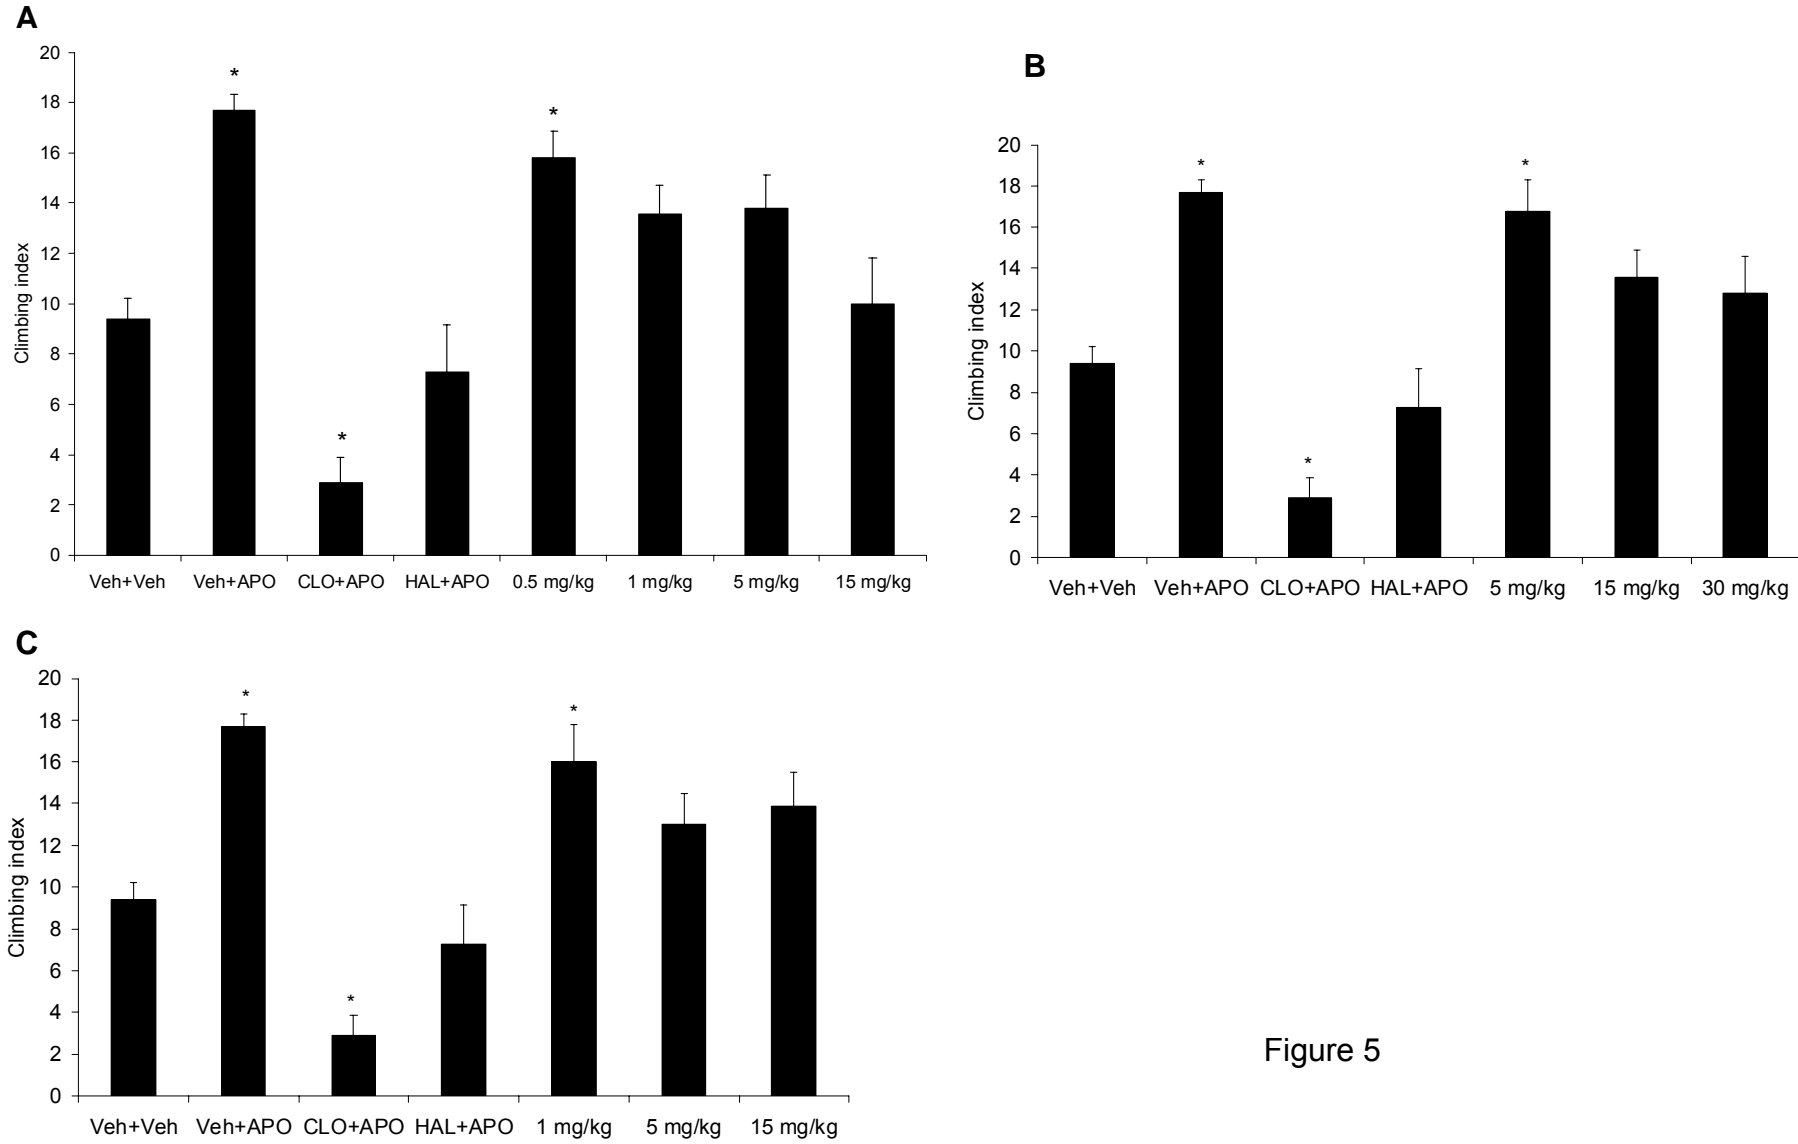 A
20
18
16
14
12
10
8
6
4
2
0
Climbing index
* * *
Veh+Veh Veh+APO CLO+APO HAL+APO 0.5 mg/kg 1 mg/kg 5 mg/kg 15 mg/kg
B
20
18
16
14
12
10
8
6
4
2
0
Climbing index
* * *
Veh+Veh Veh+APO CLO+APO HAL+APO 5 mg/kg 15 mg/kg 30 mg/kg
C
20
18
16
14
12
10
8
6
4
2
0
Climbing index
* * *
Veh+Veh Veh+APO CLO+APO HAL+APO 1 mg/kg 5 mg/kg 15 mg/kg
Figure 5